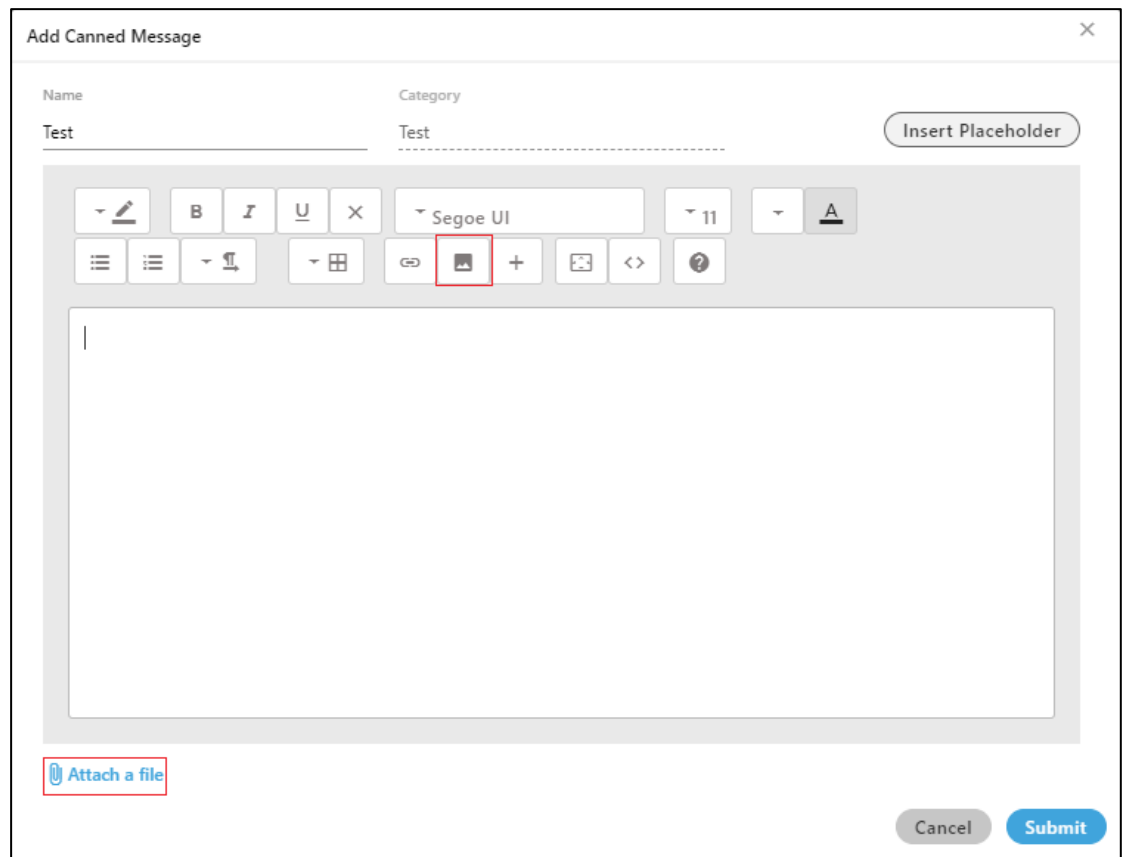 Add Canned Message
Name
Category
Test
Test
Insert Placeholder
B I U
Segoe UI
11
A
Attach a file
Cancel
Submit